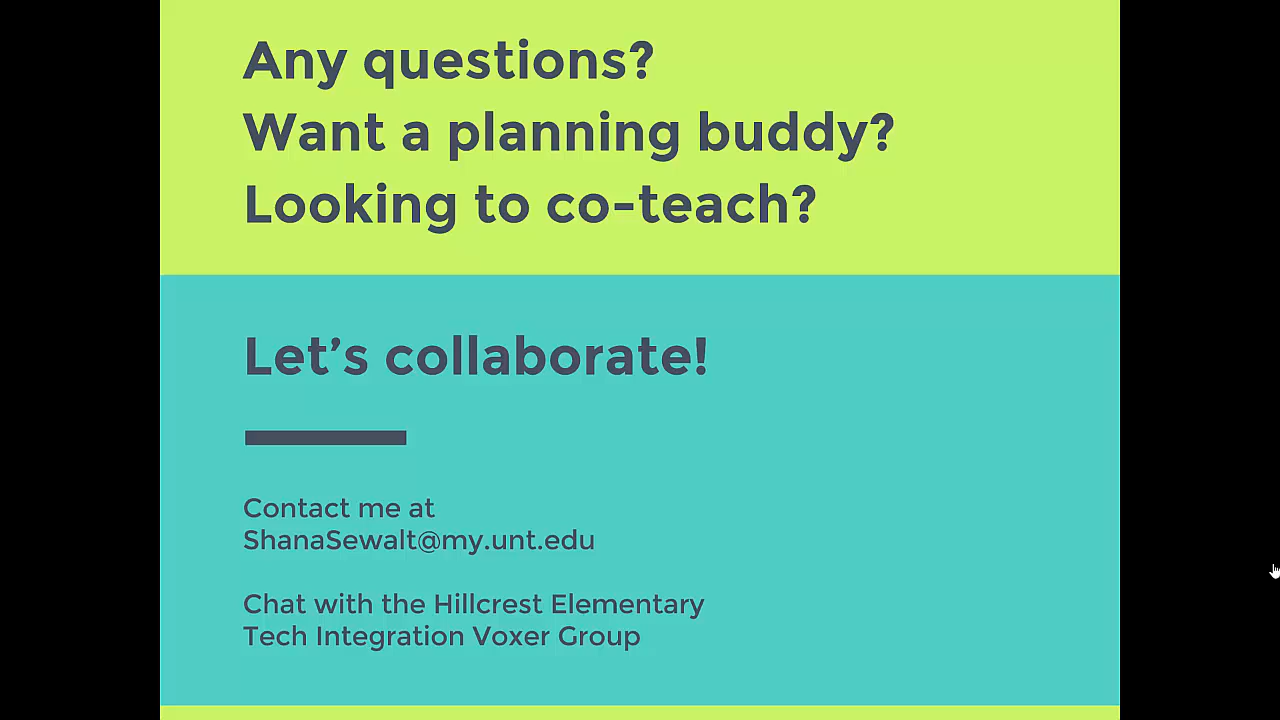 Any questions?
Want a planning buddy?
Looking to co-teach?
Let’s collaborate!
Contact me at
ShanaSewalt@my.unt.edu
Chat with the Hillcrest Elementary
Tech Integration Voxer Group